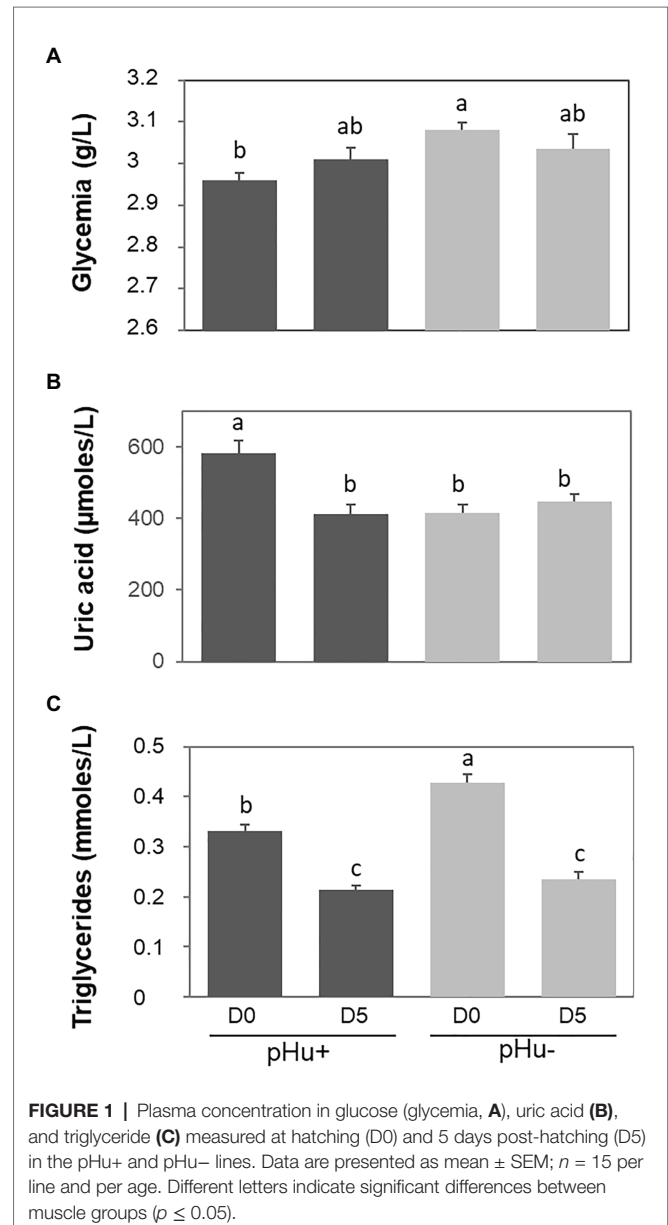 A
Glycemia (g/L)
3.2
3.1
3
2.9
2.8
2.7
2.6
b
ab
a
ab
B
Uric acid (µmoles/L)
600
400
200
0
a
b
b
b
C
Triglycerides (mmoles/L)
0.5
0.4
0.3
0.2
0.1
0
b
c
a
c
D0 D5 D0 D5
pHu+ pHu-
FIGURE 1 | Plasma concentration in glucose (glycemia, A), uric acid (B),
and triglyceride (C) measured at hatching (D0) and 5 days post-hatching (D5)
in the pHu+ and pHu− lines. Data are presented as mean ± SEM; n = 15 per
line and per age. Different letters indicate significant differences between
muscle groups (p ≤ 0.05).